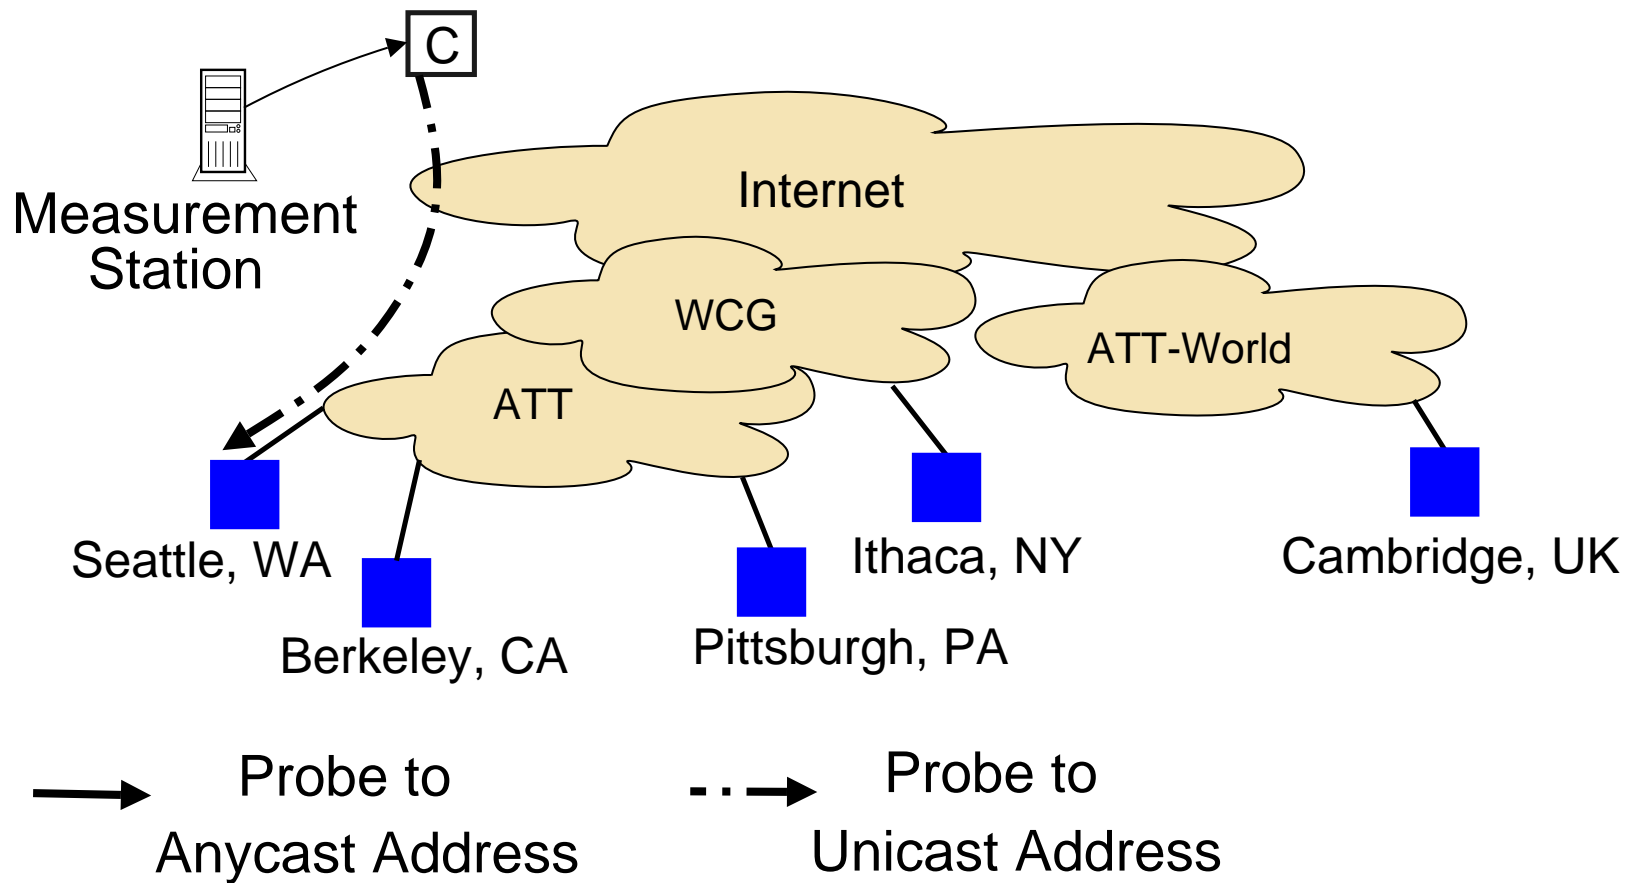 C
Measurement
Station
Internet
WCG
ATT-World
ATT
Seattle, WA
Ithaca, NY
Cambridge, UK
Berkeley, CA
Pittsburgh, PA
Probe to
Anycast Address
Probe to
Unicast Address